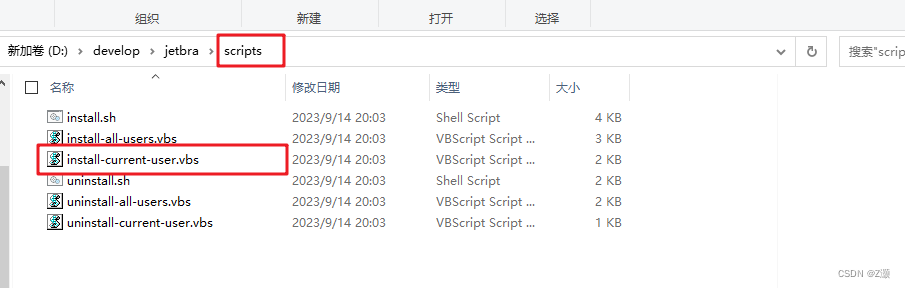 组织 新建 打开 选择
新加卷 (D:) › develop › jetbra › scripts 搜索"scrip
名称 修改日期 类型 大小
install.sh 2023/9/14 20:03 Shell Script 4 KB
install-all-users.vbs 2023/9/14 20:03 VBScript Script ... 3 KB
install-current-user.vbs 2023/9/14 20:03 VBScript Script ... 2 KB
uninstall.sh 2023/9/14 20:03 Shell Script 2 KB
uninstall-all-users.vbs 2023/9/14 20:03 VBScript Script ... 2 KB
uninstall-current-user.vbs 2023/9/14 20:03 VBScript Script ... 1 KB
CSDN @Z灏